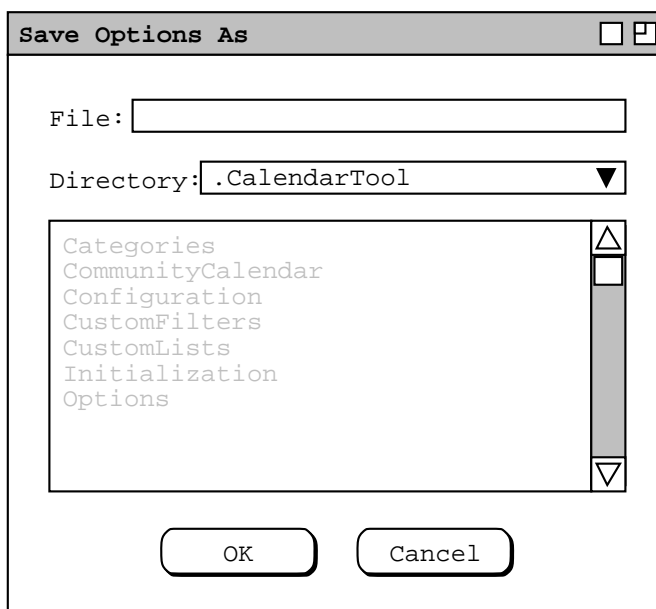 Save Options As
File:
Directory: .CalendarTool
Categories
CommunityCalendar
Configuration
CustomFilters
CustomLists
Initialization
Options
OK Cancel